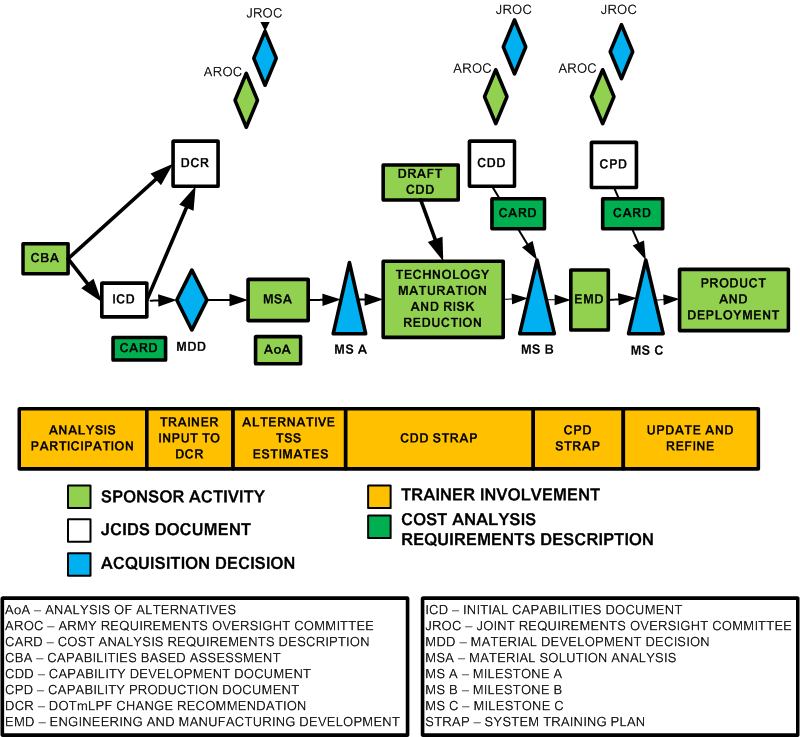 JROC
JROC
JROC
AROC
AROC
AROC
DCR
CDD
CPD
DRAFT
CDD
CARD
CARD
CBA
ICD
MSA
TECHNOLOGY
MATURATION
AND RISK
REDUCTION
EMD
PRODUCT
AND
DEPLOYMENT
CARD
MDD
AoA
MS A
MS B
MS C
ANALYSIS
PARTICIPATION
TRAINER
INPUT TO
DCR
ALTERNATIVE
TSS
ESTIMATES
CDD STRAP
CPD
STRAP
UPDATE AND
REFINE
SPONSOR ACTIVITY
JCIDS DOCUMENT
ACQUISITION DECISION
TRAINER INVOLVEMENT
COST ANALYSIS
REQUIREMENTS DESCRIPTION
AoA – ANALYSIS OF ALTERNATIVES
AROC – ARMY REQUIREMENTS OVERSIGHT COMMITTEE
CARD – COST ANALYSIS REQUIREMENTS DESCRIPTION
CBA – CAPABILITIES BASED ASSESSMENT
CDD – CAPABILITY DEVELOPMENT DOCUMENT
CPD – CAPABILITY PRODUCTION DOCUMENT
DCR – DOTmLPF CHANGE RECOMMENDATION
EMD – ENGINEERING AND MANUFACTURING DEVELOPMENT
ICD – INITIAL CAPABILITIES DOCUMENT
JROC – JOINT REQUIREMENTS OVERSIGHT COMMITTEE
MDD – MATERIAL DEVELOPMENT DECISION
MSA – MATERIAL SOLUTION ANALYSIS
MS A – MILESTONE A
MS B – MILESTONE B
MS C – MILESTONE C
STRAP – SYSTEM TRAINING PLAN